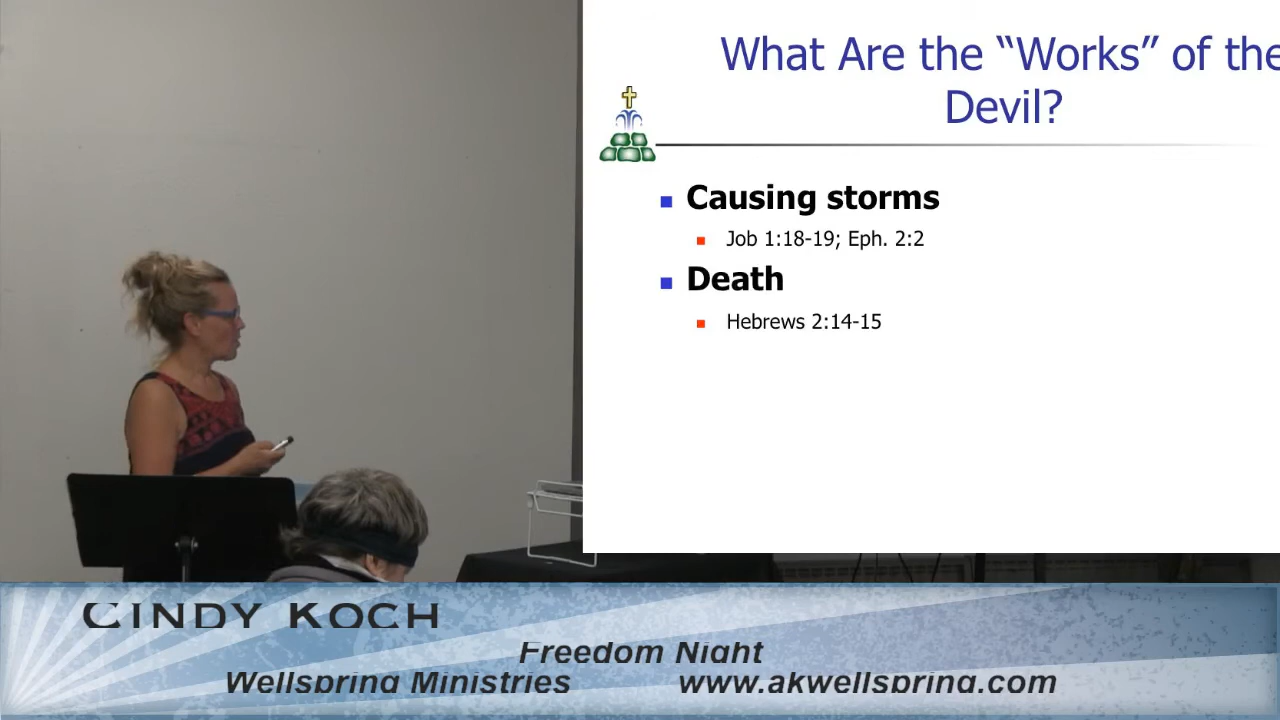 What Are the “Works” of the
Devil?
Causing storms
Job 1:18-19; Eph. 2:2
Death
Hebrews 2:14-15
CINDY KOCH
Freedom Night
Wellspring Ministries www.akwellspring.com